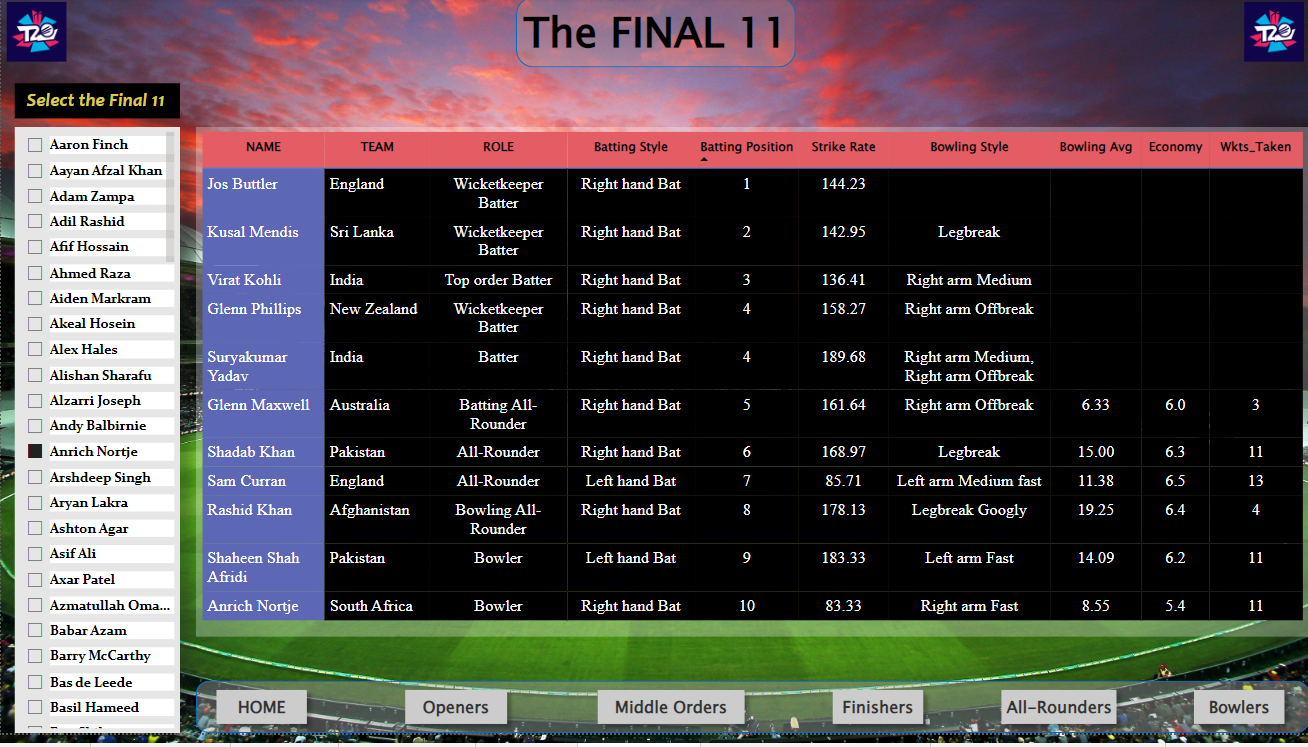 T20
The FINAL 11
T20
Select the Final 11
Aaron Finch
Aayan Afzal Khan
Adam Zampa
Adil Rashid
Afif Hossain
Ahmed Raza
Aiden Markram
Akeal Hosein
Alex Hales
Alishan Sharafu
Alzarri Joseph
Andy Balbirnie
Anrich Nortje
Arshdeep Singh
Aryan Lakra
Ashton Agar
Asif Ali
Axar Patel
Azmatullah Oma...
Babar Azam
Barry McCarthy
Bas de Leede
Basil Hameed
NAME TEAM ROLE Batting Style Batting Position Strike Rate Bowling Style Bowling Avg Economy Wkts_Taken
Jos Buttler England Wicketkeeper Right hand Bat 1 144.23
Batter
Kusal Mendis Sri Lanka Wicketkeeper Right hand Bat 2 142.95 Legbreak
Batter
Virat Kohli India Top order Batter Right hand Bat 3 136.41 Right arm Medium
Glenn Phillips New Zealand Wicketkeeper Right hand Bat 4 158.27 Right arm Offbreak
Batter
Suryakumar India Batter Right hand Bat 4 189.68 Right arm Medium,
Yadav Right arm Offbreak
Glenn Maxwell Australia Batting All- Right hand Bat 5 161.64 Right arm Offbreak 6.33 6.0 3
Rounder
Shadab Khan Pakistan All-Rounder Right hand Bat 6 168.97 Legbreak 15.00 6.3 11
Sam Curran England All-Rounder Left hand Bat 7 85.71 Left arm Medium fast 11.38 6.5 13
Rashid Khan Afghanistan Bowling All- Right hand Bat 8 178.13 Legbreak Googly 19.25 6.4 4
Rounder
Shaheen Shah Pakistan Bowler Left hand Bat 9 183.33 Left arm Fast 14.09 6.2 11
Afridi
Anrich Nortje South Africa Bowler Right hand Bat 10 83.33 Right arm Fast 8.55 5.4 11
HOME Openers Middle Orders Finishers All-Rounders Bowlers